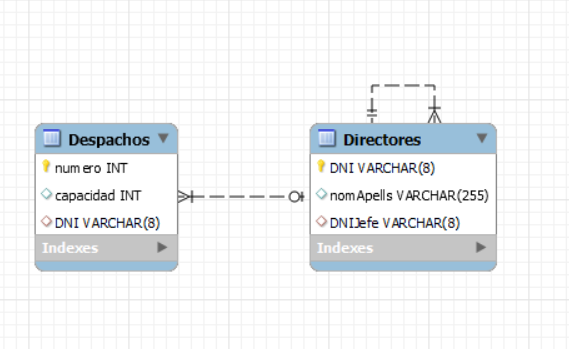 Despachos
numero INT
capacidad INT
DNI VARCHAR(8)
Indexes
Directores
DNI VARCHAR(8)
nomApells VARCHAR(255)
DNIJefe VARCHAR(8)
Indexes